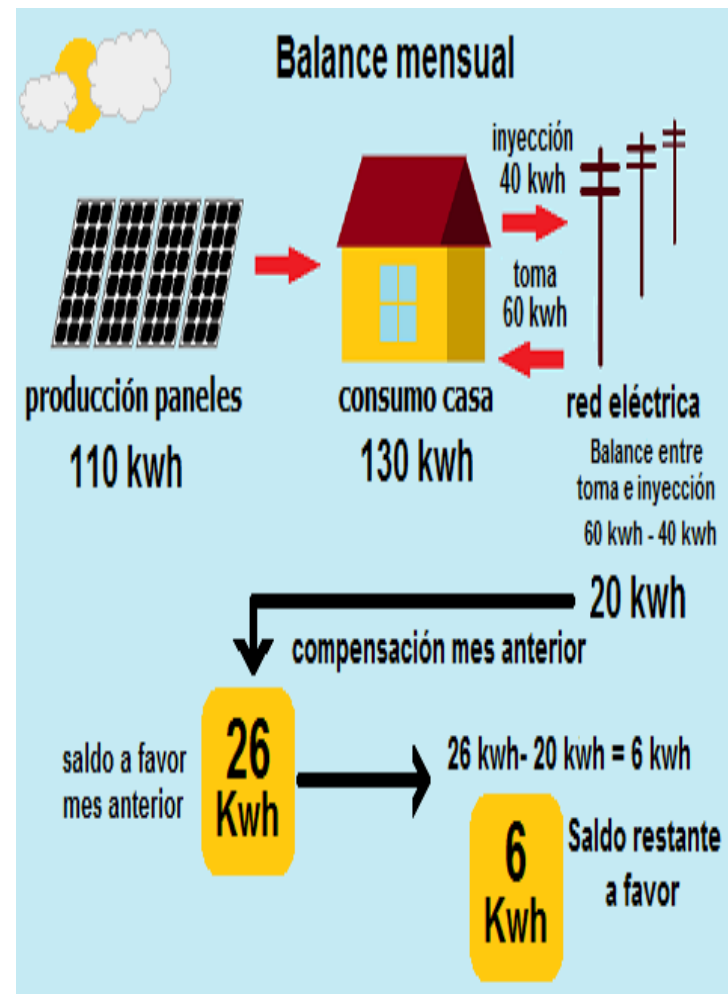 Balance mensual
inyección
40 kwh
toma
60 kwh
producción paneles
110 kwh
consumo casa
130 kwh
red eléctrica
Balance entre
toma e inyección
60 kwh - 40 kwh
20 kwh
compensación mes anterior
saldo a favor
mes anterior
26
Kwh
26 kwh- 20 kwh = 6 kwh
6
Kwh
Saldo restante
a favor